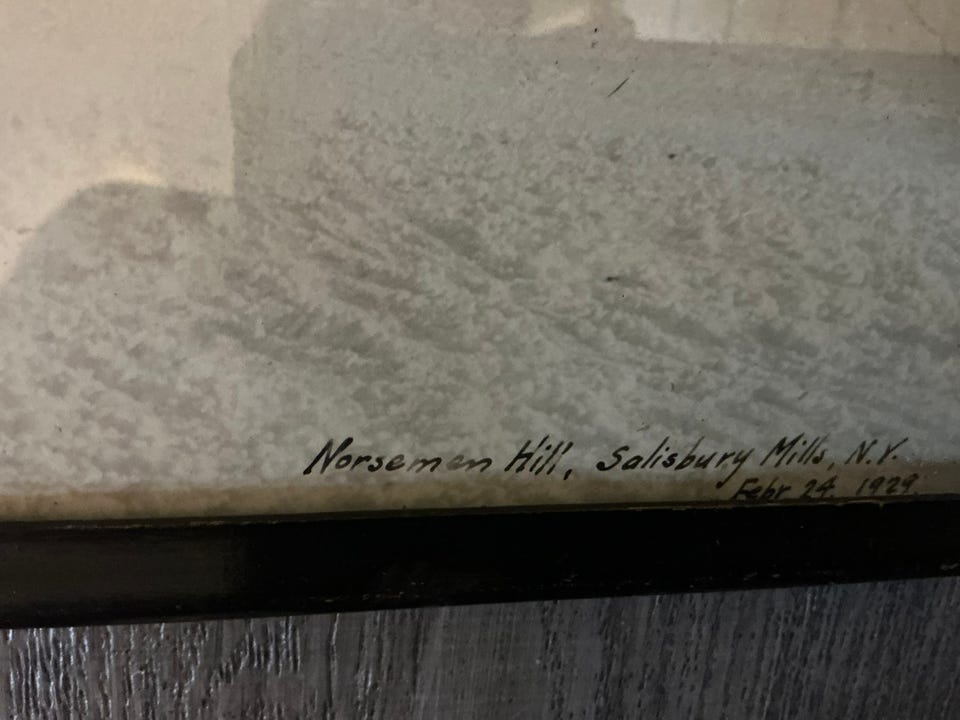 Norsemen Hill, Salisbury Mills, N.Y.
Febr 24. 1929.